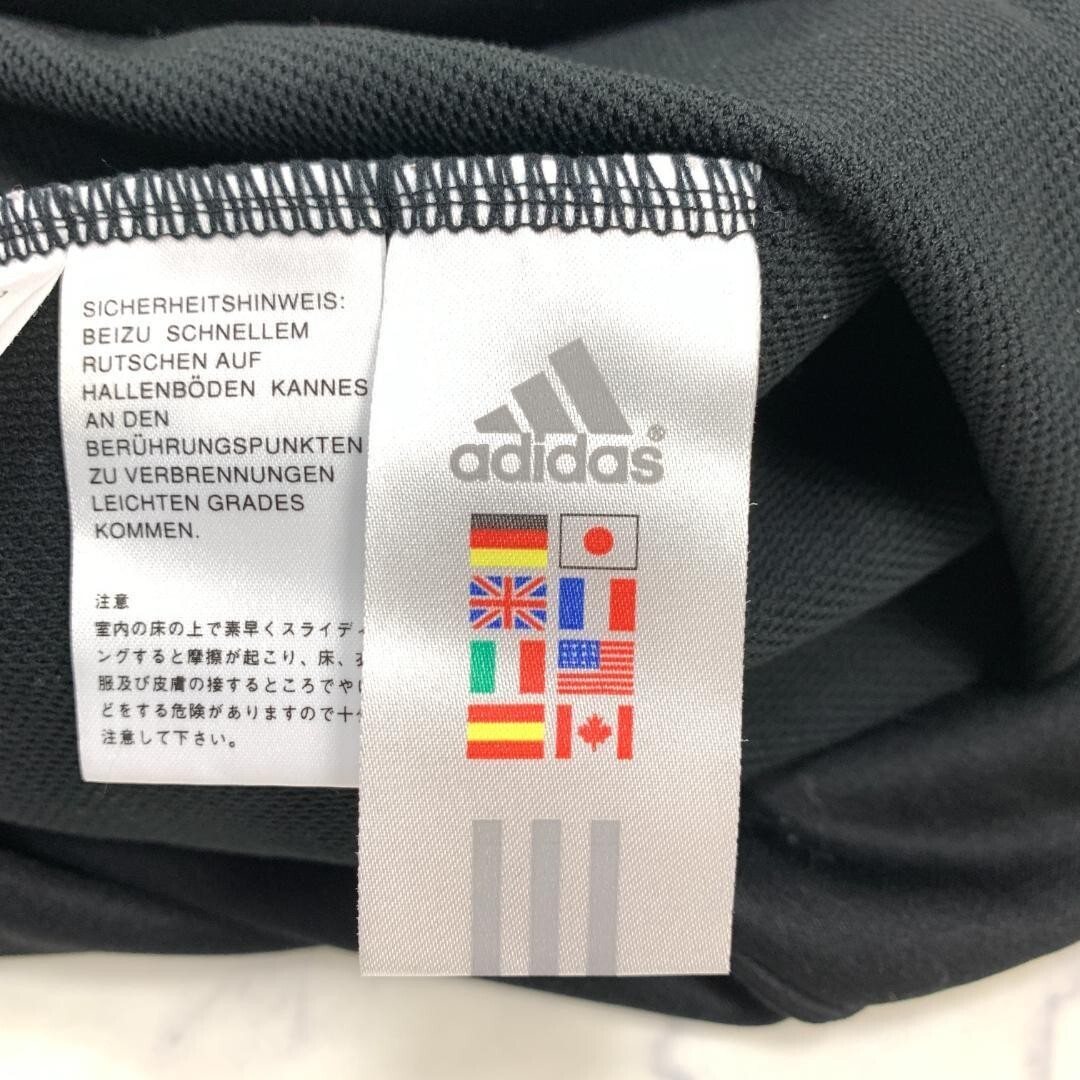 SICHERHEITSHINWEIS:
BEIZU SCHNELLEM
RUTSCHEN AUF
HALLENBÖDEN KANNES
AN DEN
BERÜHRUNGSPUNKTEN
ZU VERBRENNUNGEN
LEICHTEN GRADES
KOMMEN.
注意
室内の床の上で素早くスライディ
ングすると摩擦が起こり、床、
服及び皮膚の接するところでや
どをする危険がありますので十
注意して下さい。
adidas®